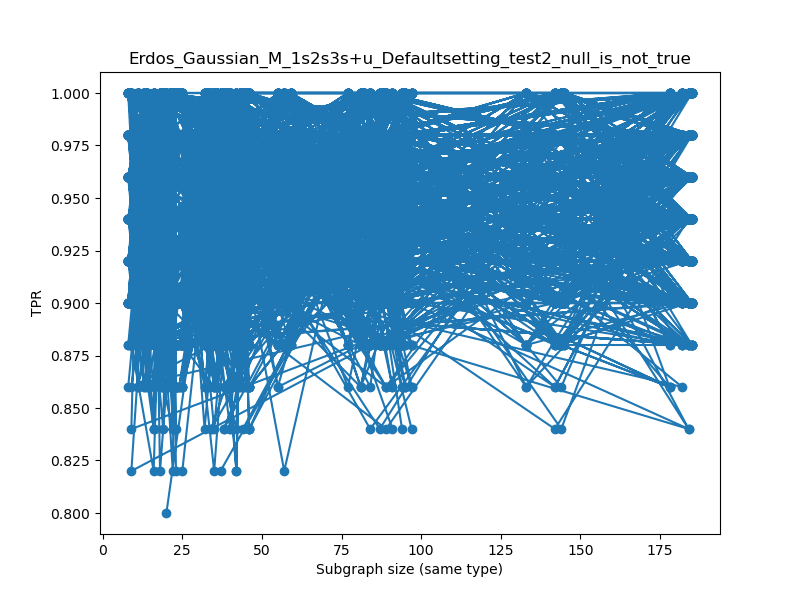 Erdos_Gaussian_M_1s2s3s+u_Defaultsetting_test2_null_is_not_true
1.000
0.975
0.950
0.925
0.900
0.875
0.850
0.825
0.800
TPR
0 25 50 75 100 125 150 175
Subgraph size (same type)